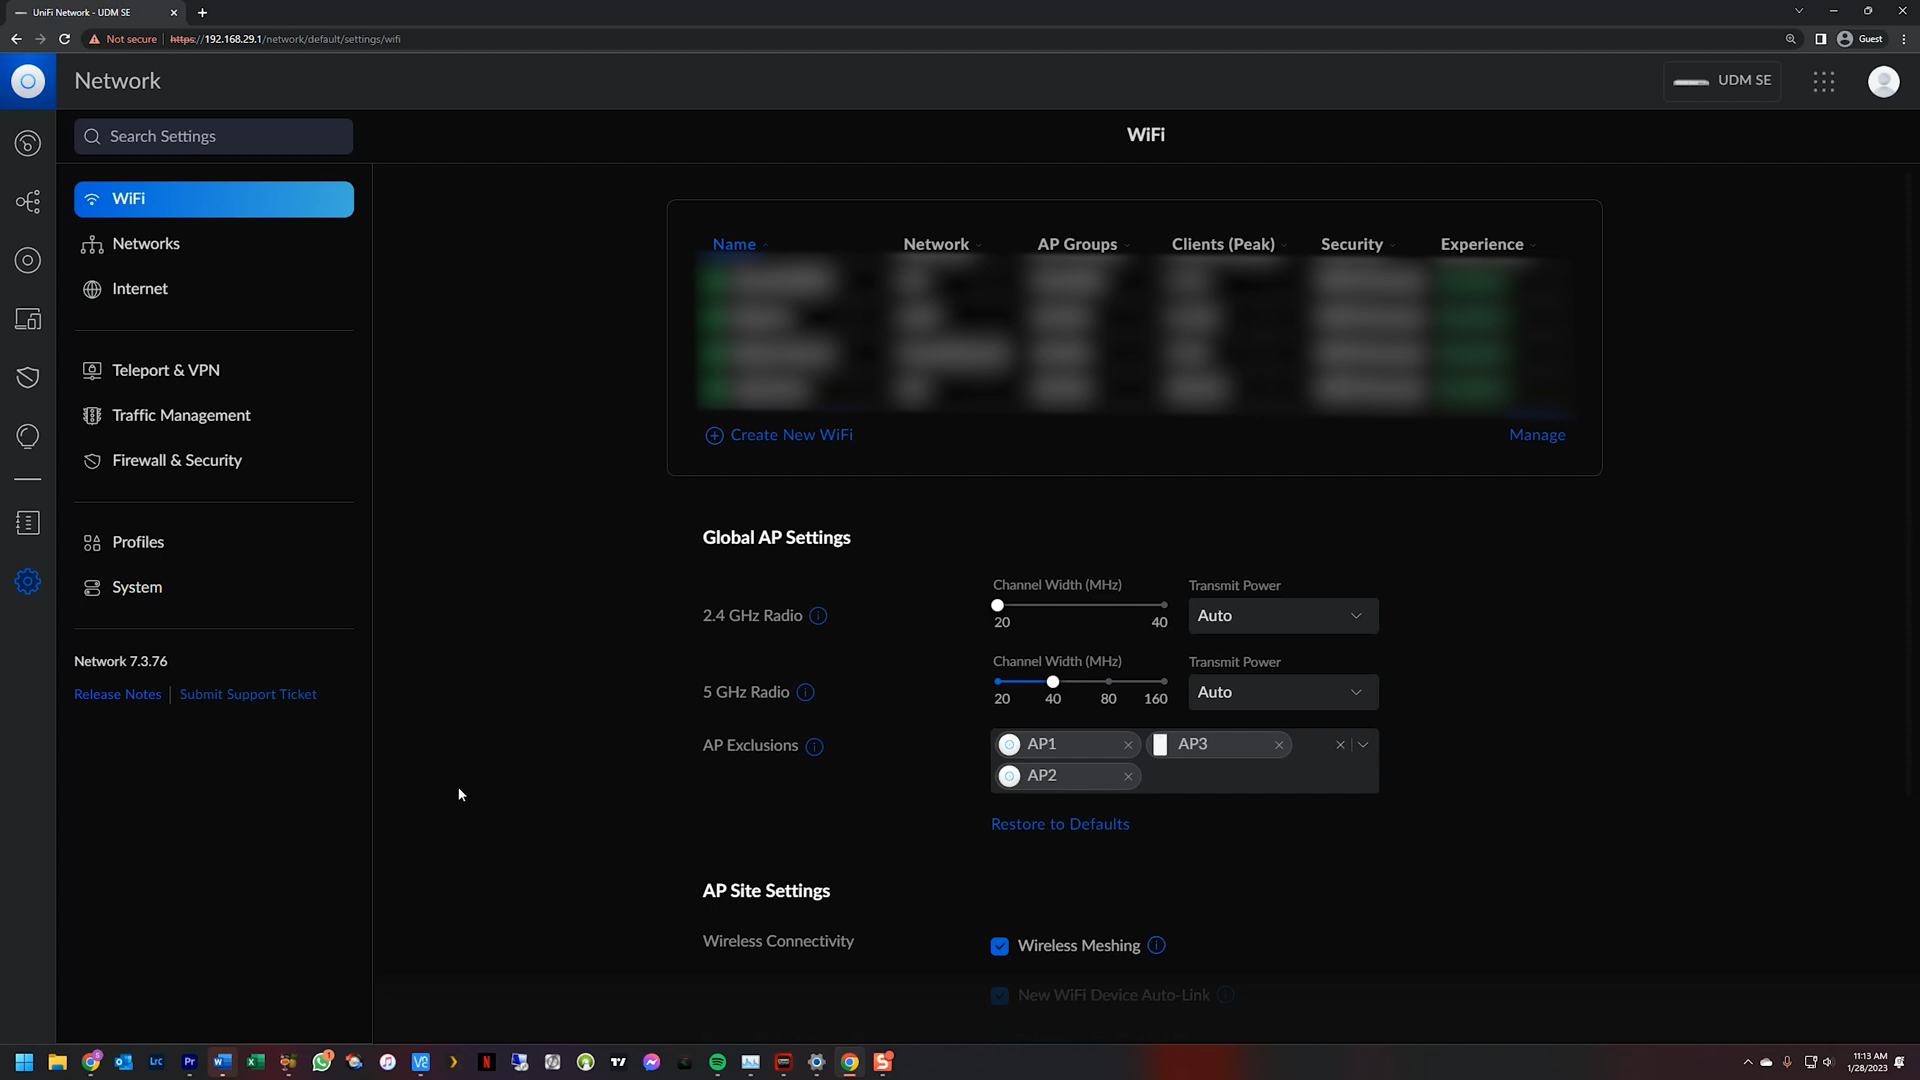 UniFi Network - UDM SE
Not secure https://192.168.29.1/network/default/settings/wifi Guest
Network UDM SE
Search Settings
WiFi
WiFi
Networks
Internet
Teleport & VPN
Traffic Management
Firewall & Security
Profiles
System
Network 7.3.76
Release Notes Submit Support Ticket
Name Network AP Groups Clients (Peak) Security Experience
Create New WiFi Manage
Global AP Settings
Channel Width (MHz) Transmit Power
2.4 GHz Radio Auto
20 40
Channel Width (MHz) Transmit Power
5 GHz Radio Auto
20 40 80 160
AP Exclusions AP1 AP3
AP2
Restore to Defaults
AP Site Settings
Wireless Connectivity Wireless Meshing
New WiFi Device Auto-Link
11:13 AM
1/28/2023